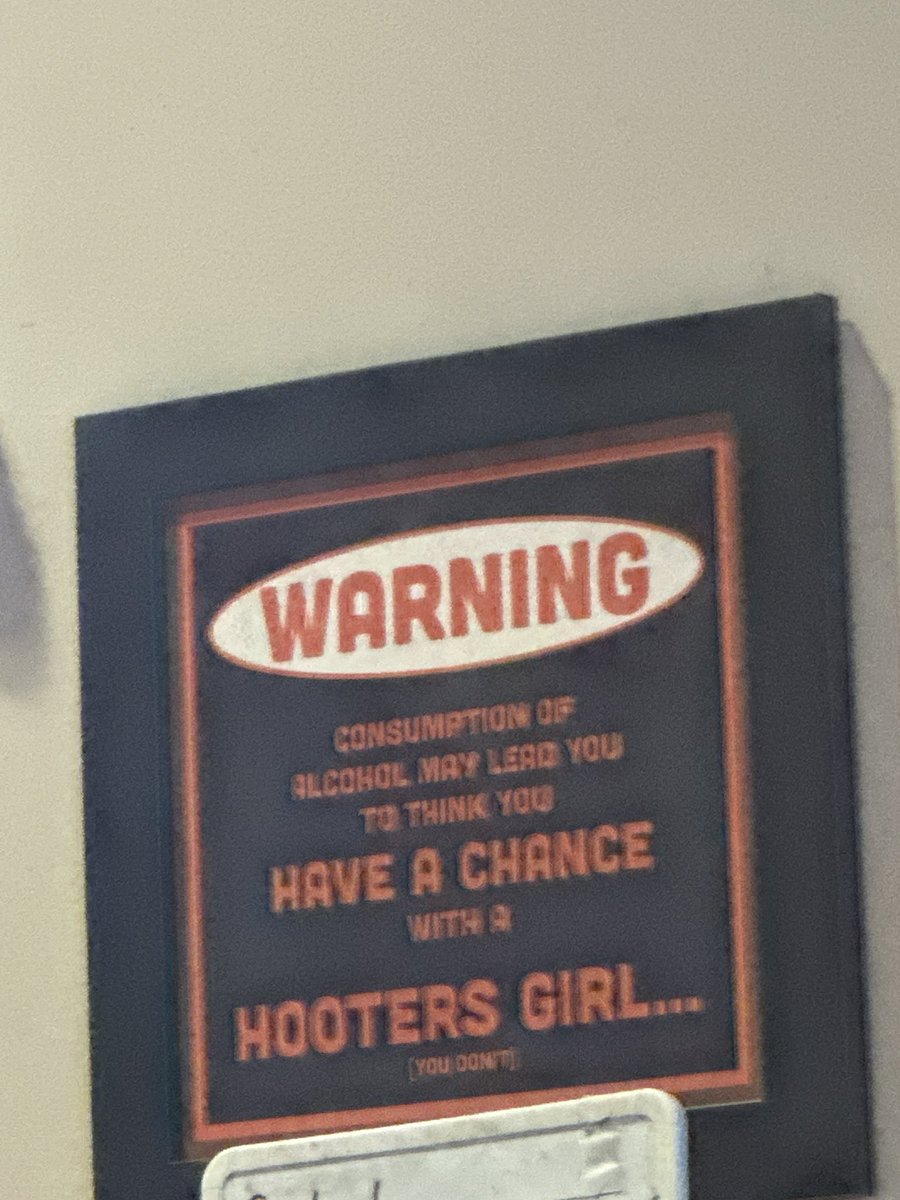 WARNING
CONSUMPTION OF
ALCOHOL MAY LEAD YOU
TO THINK YOU
HAVE A CHANCE
WITH A
HOOTERS GIRL...
[YOU DON'T]